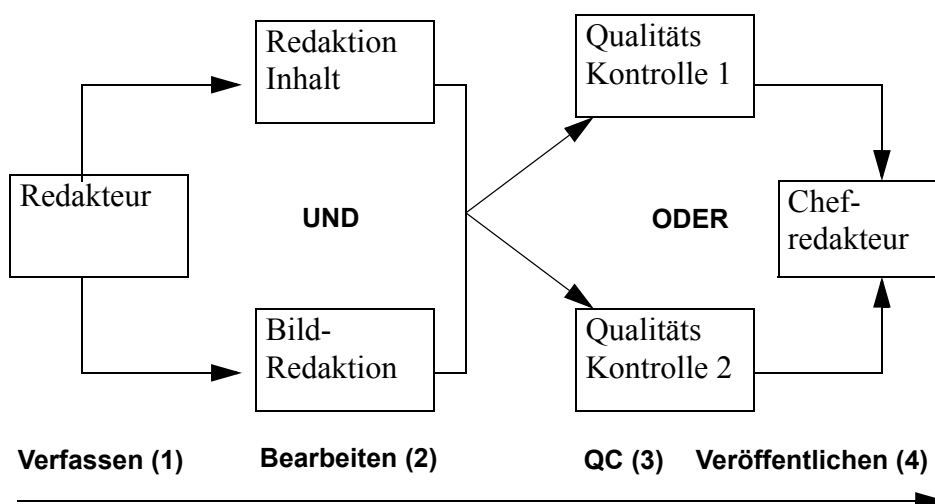 Redaktion
Inhalt
Qualitäts
Kontrolle 1
Redakteur
UND
ODER
Chef-
redakteur
Bild-
Redaktion
Qualitäts
Kontrolle 2
Verfassen (1)
Bearbeiten (2)
QC (3)
Veröffentlichen (4)